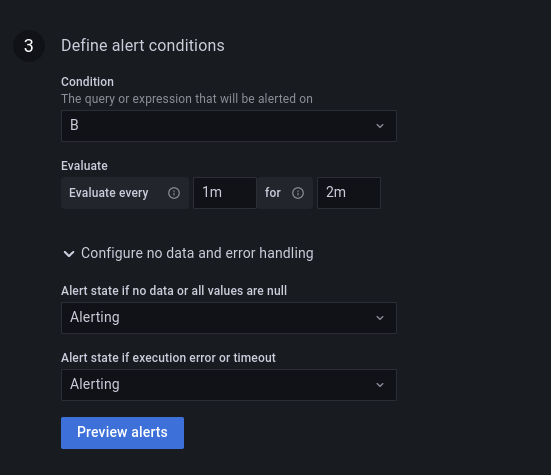 3 Define alert conditions
Condition
The query or expression that will be alerted on
B
Evaluate
Evaluate every 1m for 2m
Configure no data and error handling
Alert state if no data or all values are null
Alerting
Alert state if execution error or timeout
Alerting
Preview alerts